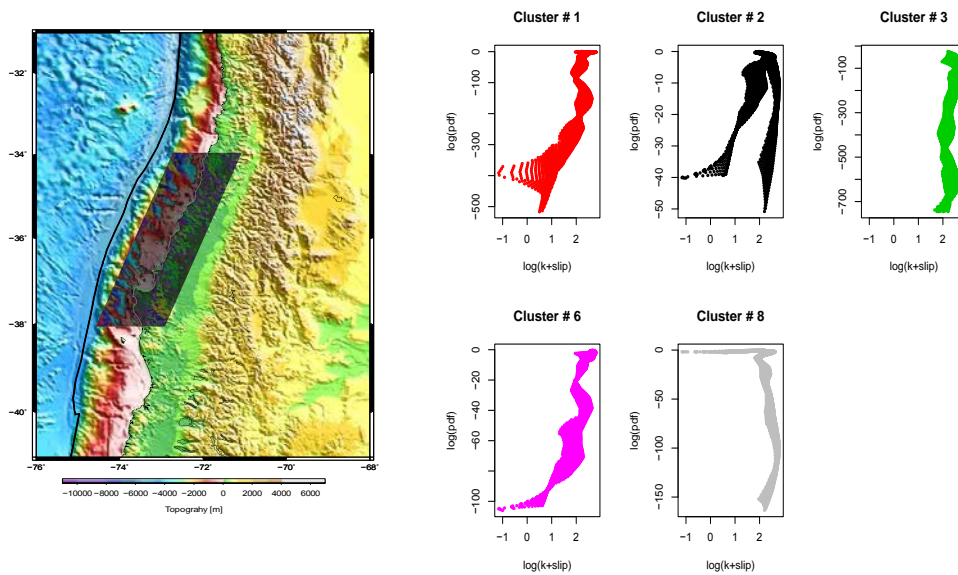 −32˚
−34˚
−36˚
−38˚
−40˚
−76˚ −74˚ −72˚ −70˚ −68˚
−10000 −8000 −6000 −4000 −2000 0 2000 4000 6000
Topograhy [m]
Cluster # 1
log(pdf)
0
−100
−300
−500
−1 0 1 2
log(k+slip)
Cluster # 2
log(pdf)
0
−10
−20
−30
−40
−50
−1 0 1 2
log(k+slip)
Cluster # 3
log(pdf)
−100
−300
−500
−700
−1 0 1 2
log(k+slip)
Cluster # 6
log(pdf)
0
−20
−40
−60
−100
−1 0 1 2
log(k+slip)
Cluster # 8
log(pdf)
0
−50
−100
−150
−1 0 1 2
log(k+slip)